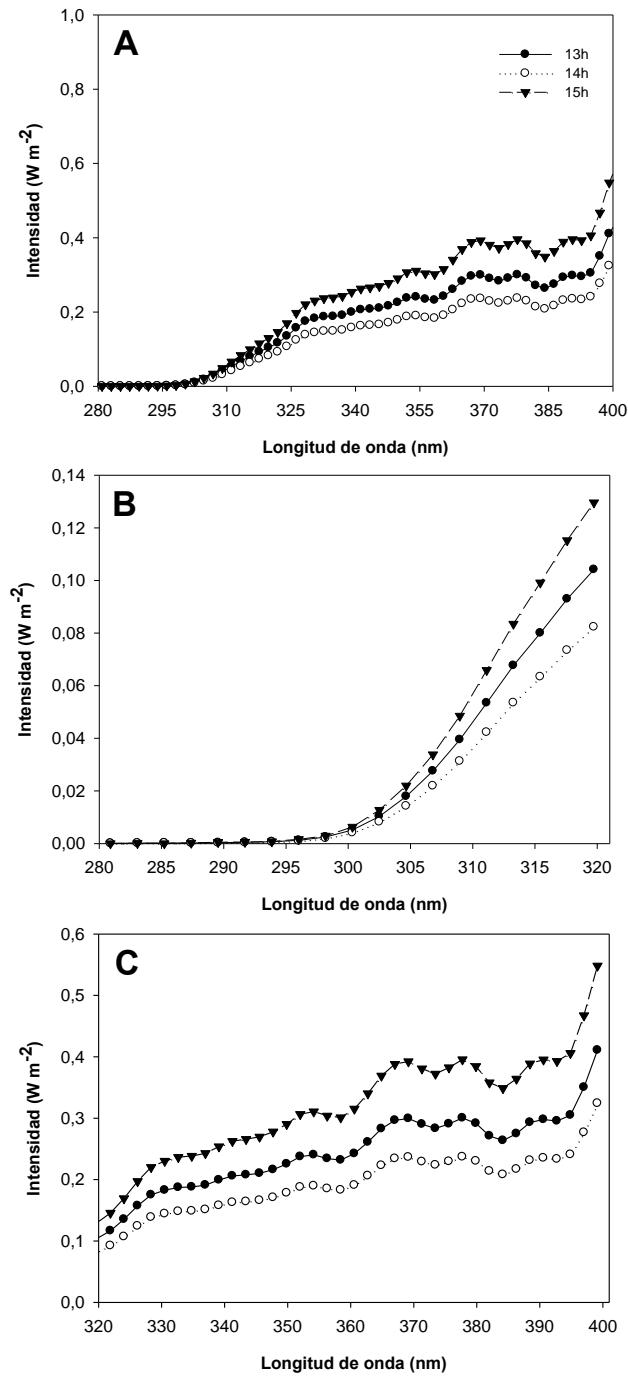 A
1,0
0,8
0,6
0,4
0,2
0,0
Intensidad (W m-2)
13h
14h
15h
280 295 310 325 340 355 370 385 400
Longitud de onda (nm)
B
0,14
0,12
0,10
0,08
0,06
0,04
0,02
0,00
Intensidad (W m-2)
280 285 290 295 300 305 310 315 320
Longitud de onda (nm)
C
0,6
0,5
0,4
0,3
0,2
0,1
0,0
Intensidad (W m-2)
320 330 340 350 360 370 380 390 400
Longitud de onda (nm)